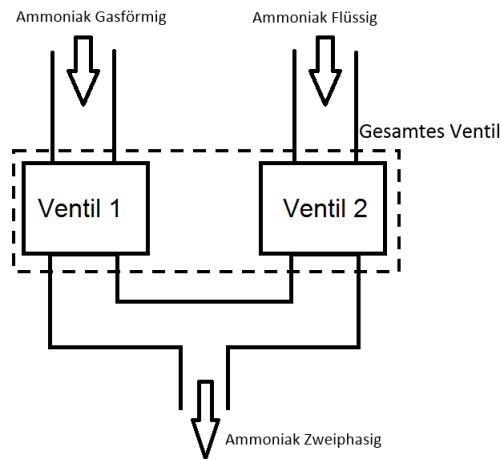 Ammoniak Gasförmig
Ammoniak Flüssig
Gesamtes Ventil
Ventil 1
Ventil 2
Ammoniak Zweiphasig